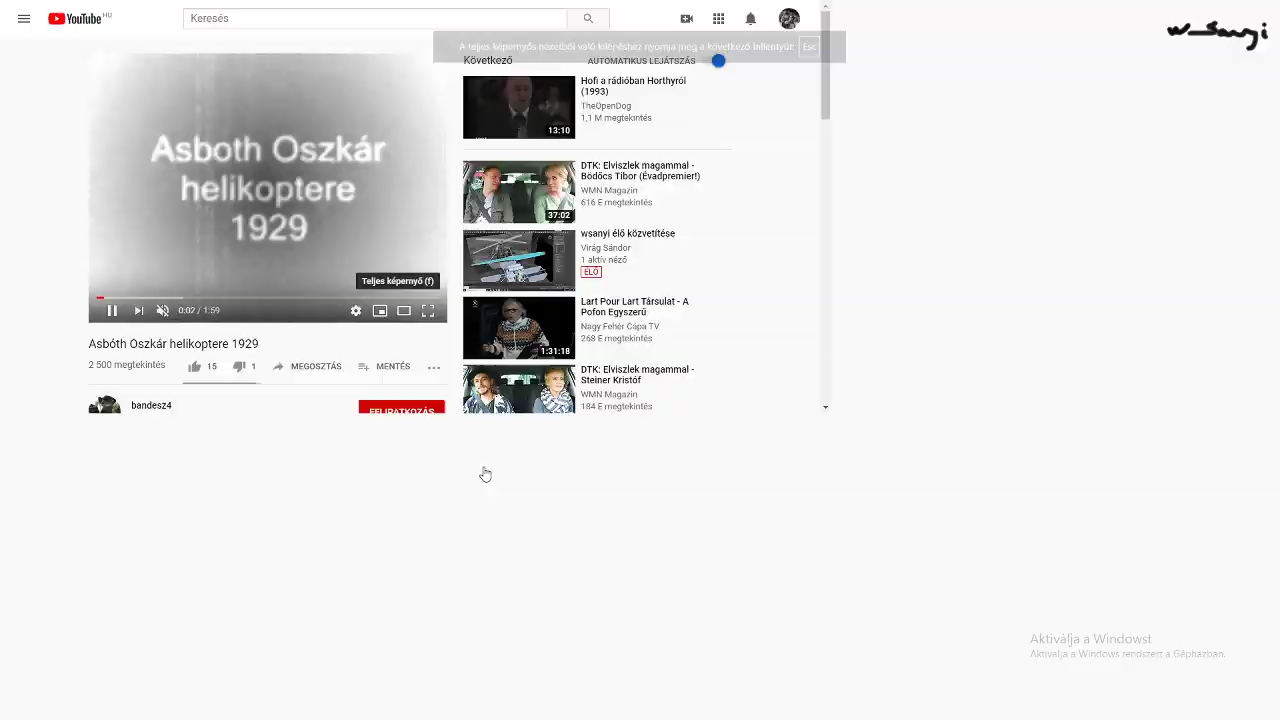 YouTube HU
Keresés
w_Sanyi
A teljes képernyős nézetből való kilépéshez nyomja meg a következő billentyűt: Esc
Következő
AUTOMATIKUS LEJÁTSZÁS
Asboth Oszkár
helikoptere
1929
Teljes képernyő (f)
0:02 / 1:59
Asbóth Oszkár helikoptere 1929
2 500 megtekintés
15
1
MEGOSZTÁS
MENTÉS
bandesz4
FELIRATKOZÁS
Hofi a rádióban Horthyról
(1993)
TheOpenDog
1,1 M megtekintés
13:10
DTK: Elviszlek magammal -
Bödőcs Tibor (Évadpremier!)
WMN Magazin
616 E megtekintés
37:02
wsanyi élő közvetítése
Virág Sándor
1 aktív néző
ÉLŐ
Lart Pour Lart Társulat - A
Pofon Egyszerű
Nagy Fehér Cápa TV
268 E megtekintés
1:31:18
DTK: Elviszlek magammal -
Steiner Kristóf
WMN Magazin
184 E megtekintés
Aktiválja a Windowst
Aktiválja a Windows rendszert a Gépházban.